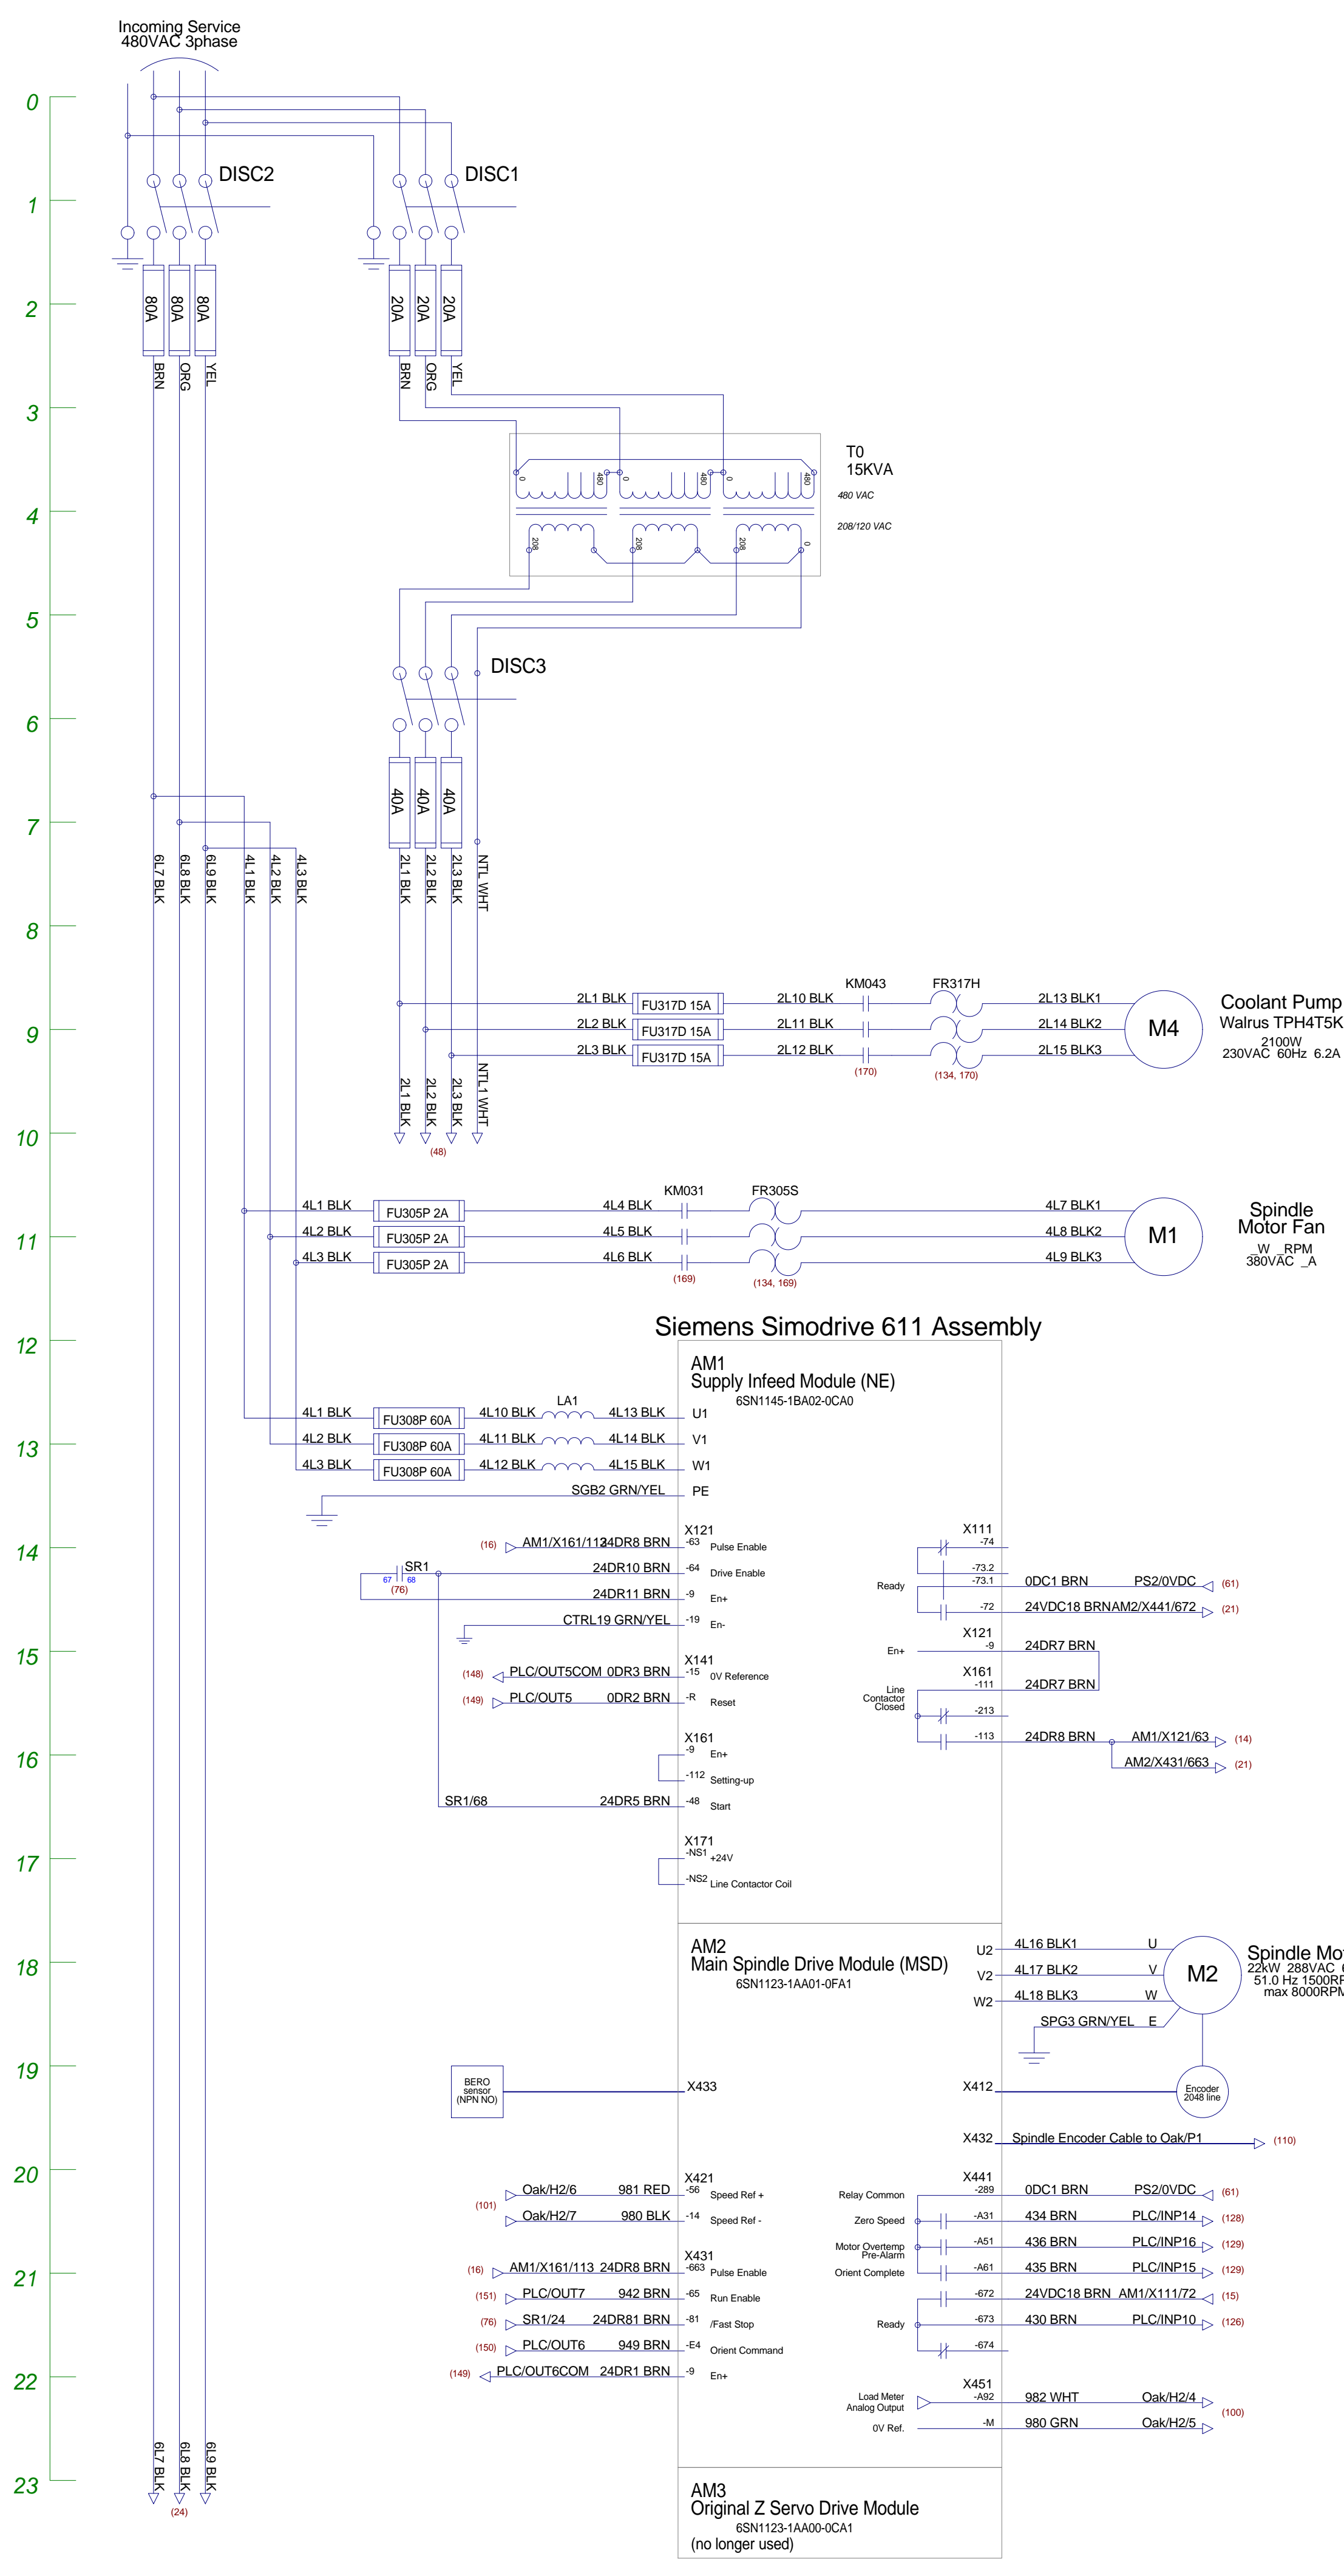 Incoming Service
480VAC 3phase
0
DISC2
DISC1
1
80A
80A
80A
20A
20A
20A
2
BRN
ORG
YEL
BRN
ORG
YEL
3
T0
15KVA
480 VAC
208/120 VAC
0
480
0
480
0
480
208
208
208
0
4
5
DISC3
6
40A
40A
40A
7
6L7 BLK
6L8 BLK
6L9 BLK
4L1 BLK
4L2 BLK
4L3 BLK
2L1 BLK
2L2 BLK
2L3 BLK
NTL WHT
8
KM043
FR317H
2L1 BLK FU317D 15A 2L10 BLK 2L13 BLK1
2L2 BLK FU317D 15A 2L11 BLK 2L14 BLK2
2L3 BLK FU317D 15A 2L12 BLK 2L15 BLK3
(170)
(134, 170)
M4
Coolant Pump
Walrus TPH4T5K
2100W
230VAC 60Hz 6.2A
9
2L1 BLK
2L2 BLK
2L3 BLK
NTL1 WHT
(48)
10
KM031
FR305S
4L1 BLK FU305P 2A 4L4 BLK 4L7 BLK1
4L2 BLK FU305P 2A 4L5 BLK 4L8 BLK2
4L3 BLK FU305P 2A 4L6 BLK 4L9 BLK3
(169)
(134, 169)
M1
Spindle
Motor Fan
_W _RPM
380VAC _A
11
Siemens Simodrive 611 Assembly
12
AM1
Supply Infeed Module (NE)
6SN1145-1BA02-0CA0
LA1
4L1 BLK FU308P 60A 4L10 BLK 4L13 BLK U1
4L2 BLK FU308P 60A 4L11 BLK 4L14 BLK V1
4L3 BLK FU308P 60A 4L12 BLK 4L15 BLK W1
SGB2 GRN/YEL PE
13
X121
(16) AM1/X161/113 24DR8 BRN -63 Pulse Enable
14
SR1
67 68
(76)
24DR10 BRN -64 Drive Enable
24DR11 BRN -9 En+
CTRL19 GRN/YEL -19 En-
X111
-74
-73.2
Ready -73.1 0DC1 BRN PS2/0VDC (61)
-72 24VDC18 BRN AM2/X441/672 (21)
15
X121
En+ -9 24DR7 BRN
X141
(148) PLC/OUT5COM 0DR3 BRN -15 0V Reference
(149) PLC/OUT5 0DR2 BRN -R Reset
X161
Line
Contactor
Closed
-111 24DR7 BRN
-213
-113 24DR8 BRN AM1/X121/63 (14)
AM2/X431/663 (21)
16
X161
-9 En+
-112 Setting-up
SR1/68 24DR5 BRN -48 Start
17
X171
-NS1 +24V
-NS2 Line Contactor Coil
18
AM2
Main Spindle Drive Module (MSD)
6SN1123-1AA01-0FA1
U2 4L16 BLK1 U
V2 4L17 BLK2 V
W2 4L18 BLK3 W
SPG3 GRN/YEL E
M2
Spindle Mo
22kW 288VAC 6
51.0 Hz 1500RP
max 8000RPM
19
BERO
sensor
(NPN NO)
X433
X412
Encoder
2048 line
X432 Spindle Encoder Cable to Oak/P1 (110)
20
X421
(101)
Oak/H2/6 981 RED -56 Speed Ref +
Oak/H2/7 980 BLK -14 Speed Ref -
X441
Relay Common -289 0DC1 BRN PS2/0VDC (61)
Zero Speed -A31 434 BRN PLC/INP14 (128)
Motor Overtemp
Pre-Alarm
-A51 436 BRN PLC/INP16 (129)
Orient Complete -A61 435 BRN PLC/INP15 (129)
-672 24VDC18 BRN AM1/X111/72 (15)
Ready -673 430 BRN PLC/INP10 (126)
-674
21
X431
(16) AM1/X161/113 24DR8 BRN -663 Pulse Enable
(151) PLC/OUT7 942 BRN -65 Run Enable
(76) SR1/24 24DR81 BRN -81 /Fast Stop
(150) PLC/OUT6 949 BRN -E4 Orient Command
(149) PLC/OUT6COM 24DR1 BRN -9 En+
22
X451
Load Meter
Analog Output
-A92 982 WHT Oak/H2/4
0V Ref. -M 980 GRN Oak/H2/5
(100)
23
6L7 BLK
6L8 BLK
6L9 BLK
(24)
AM3
Original Z Servo Drive Module
6SN1123-1AA00-0CA1
(no longer used)